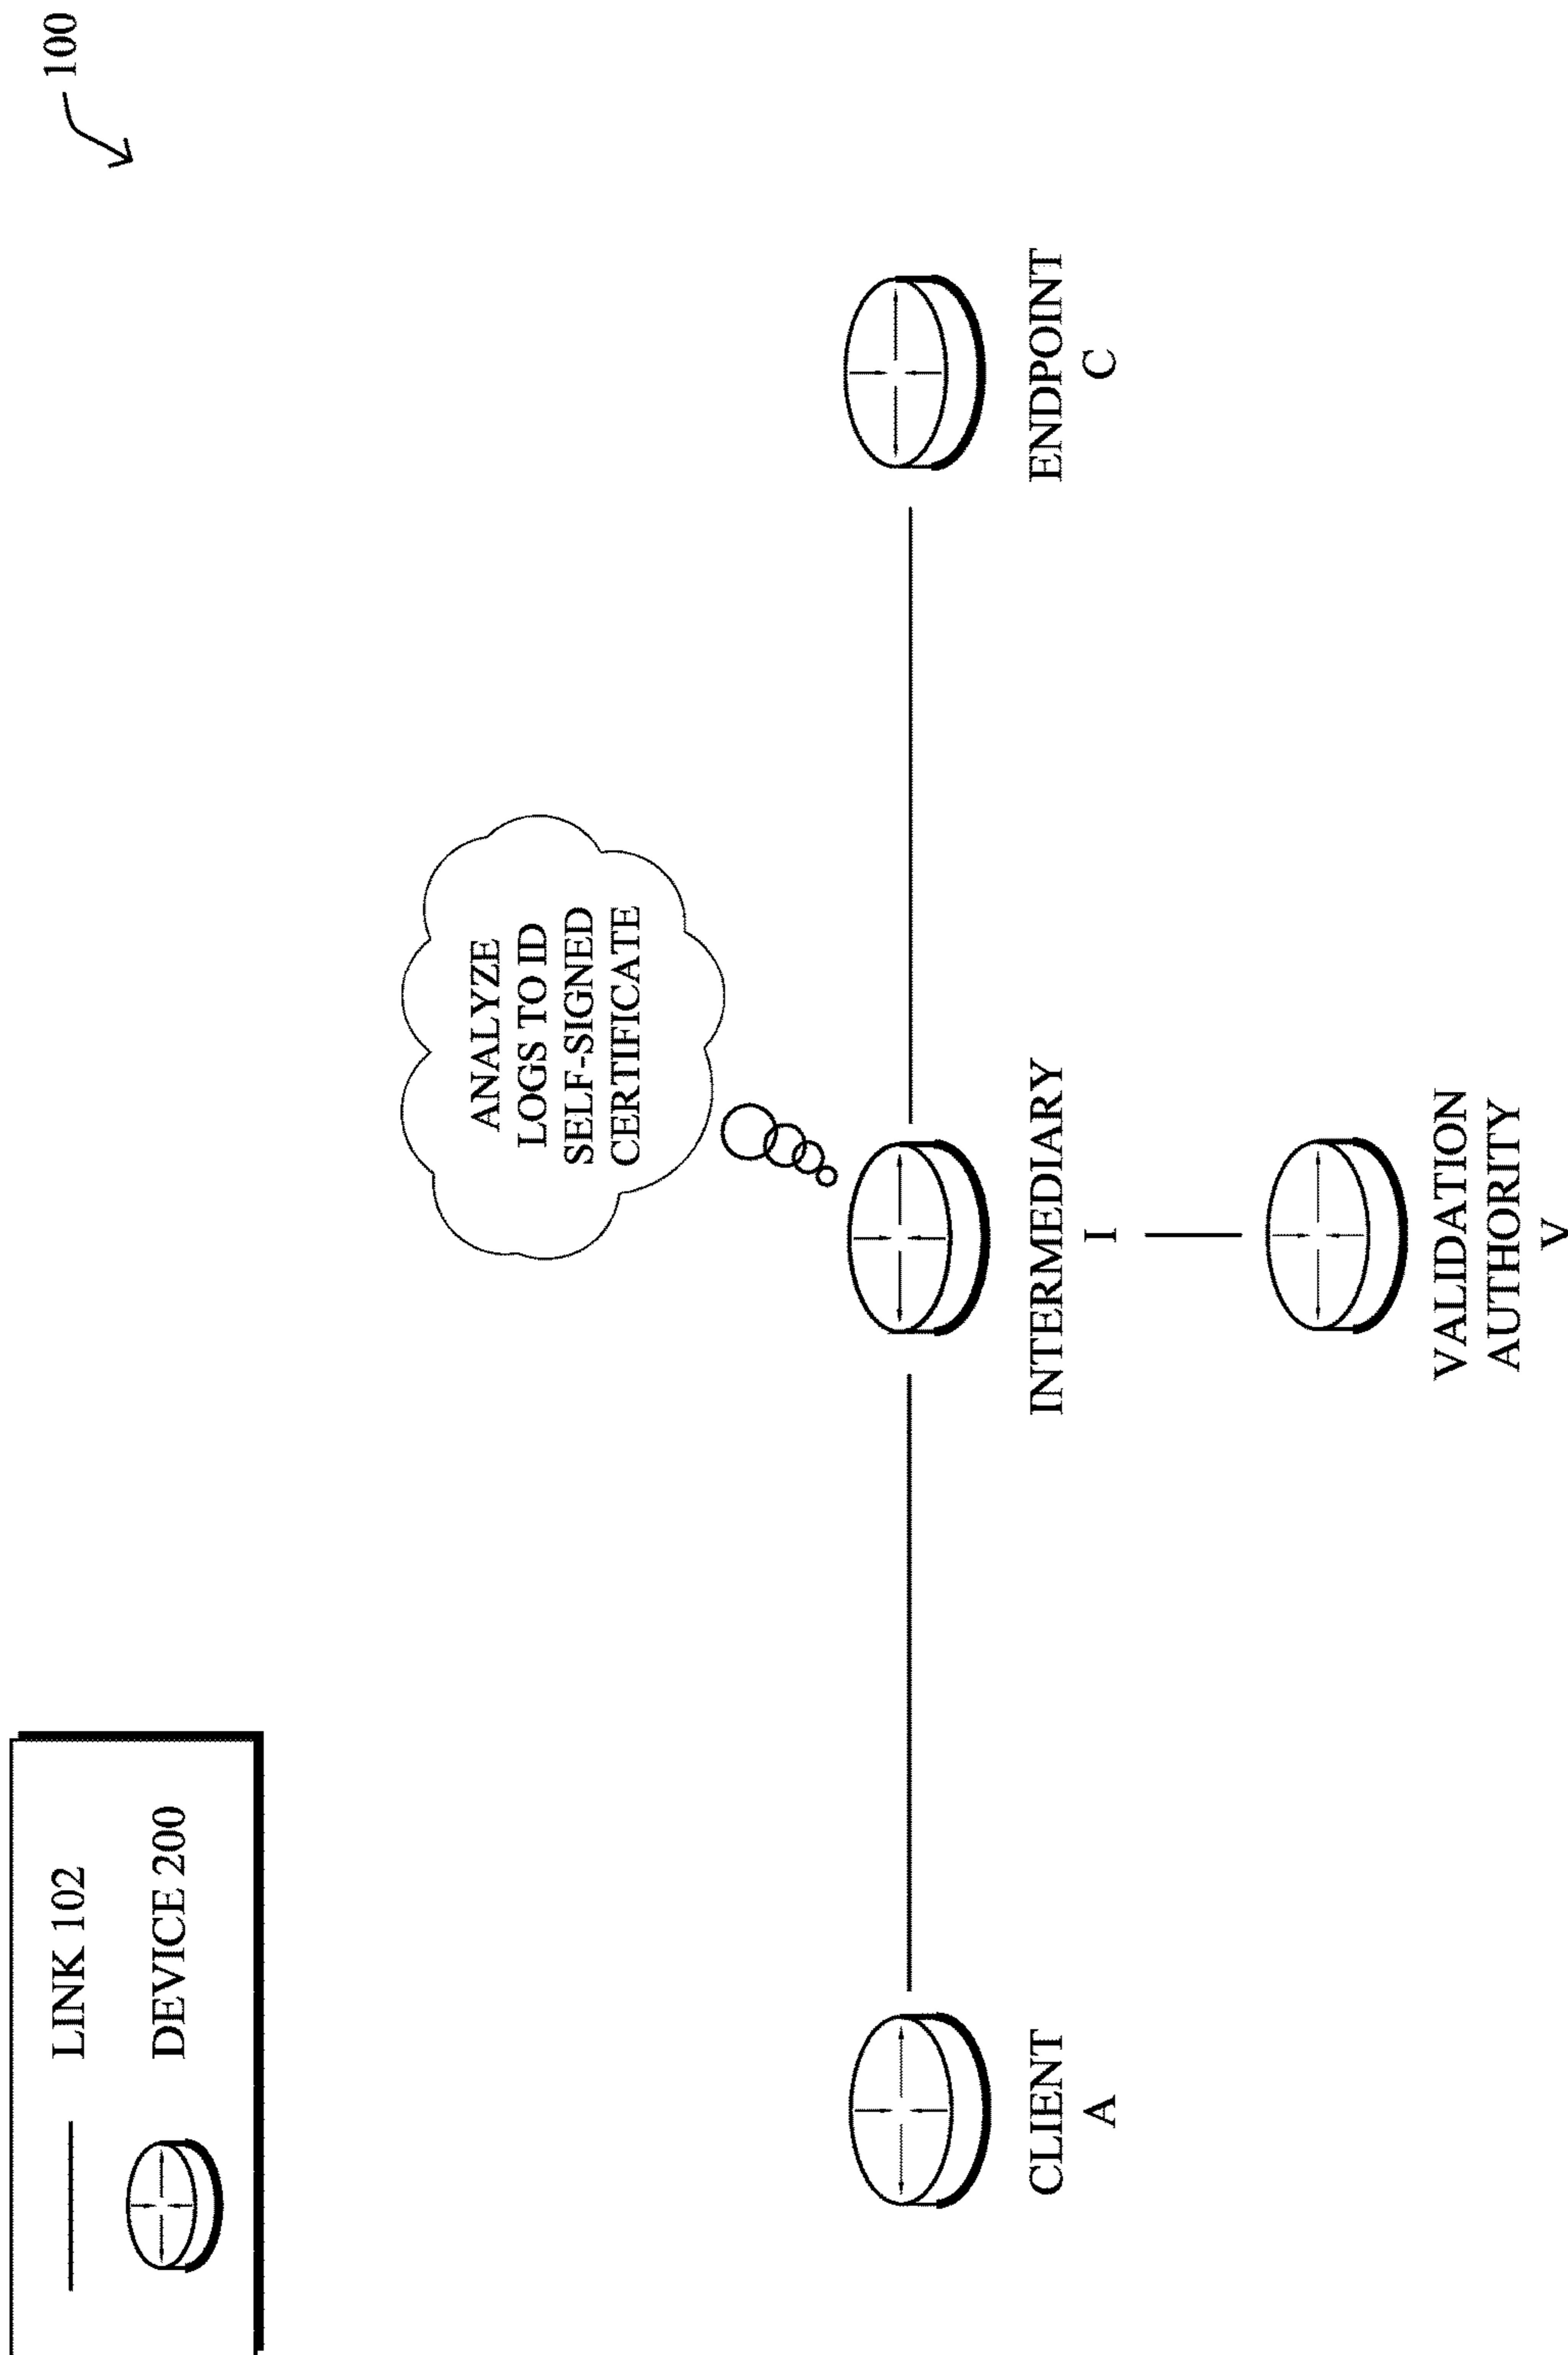 LINK 102
DEVICE 200
100
ANALYZE
LOGS TO ID
SELF-SIGNED
CERTIFICATE
CLIENT
A
INTERMEDIARY
I
ENDPOINT
C
VALIDATION
AUTHORITY
V